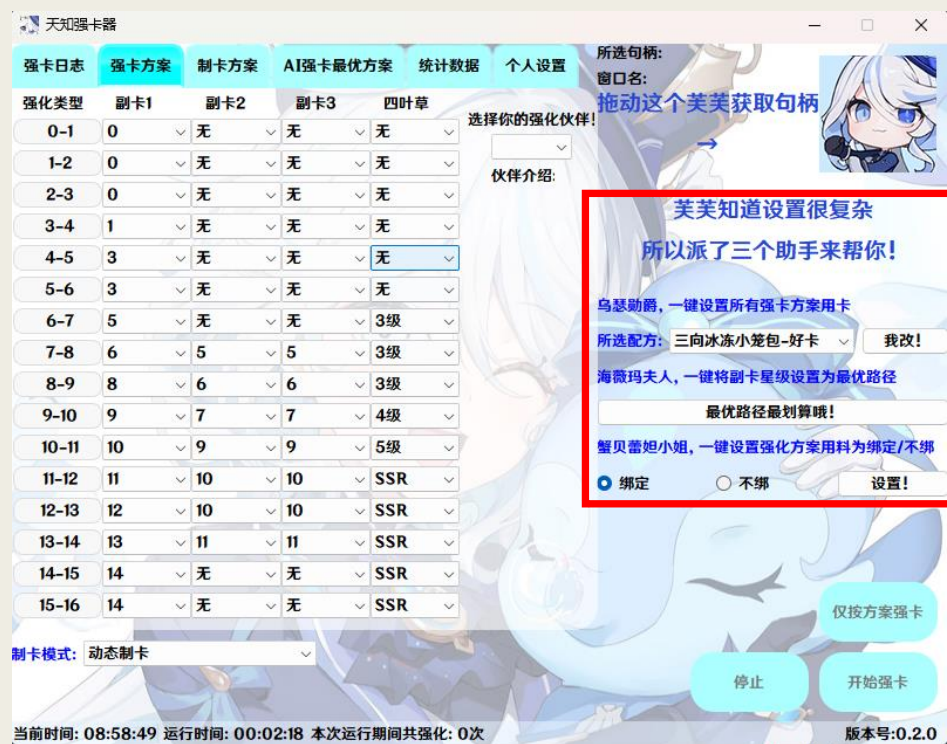 天知强卡器
强卡日志 强卡方案 制卡方案 AI强卡最优方案 统计数据 个人设置
所选句柄:
窗口名:
拖动这个芙芙获取句柄
→
强化类型 副卡1 副卡2 副卡3 四叶草
0-1 0 无 无 无
1-2 0 无 无 无
2-3 0 无 无 无
3-4 1 无 无 无
4-5 3 无 无 无
5-6 3 无 无 无
6-7 5 无 无 3级
7-8 6 5 5 3级
8-9 8 6 6 3级
9-10 9 7 7 4级
10-11 10 9 9 5级
11-12 11 10 10 SSR
12-13 12 10 10 SSR
13-14 13 11 11 SSR
14-15 14 无 无 SSR
15-16 14 无 无 SSR
选择你的强化伙伴!
伙伴介绍:
芙芙知道设置很复杂
所以派了三个助手来帮你!
乌瑟勋爵, 一键设置所有强卡方案用卡
所选配方: 三向冰冻小笼包-好卡 我改!
海薇玛夫人, 一键将副卡星级设置为最优路径
最优路径最划算哦!
蟹贝蕾妲小姐, 一键设置强化方案用料为绑定/不绑
绑定 不绑 设置!
制卡模式: 动态制卡
仅按方案强卡
停止 开始强卡
当前时间: 08:58:49 运行时间: 00:02:18 本次运行期间共强化: 0次 版本号:0.2.0